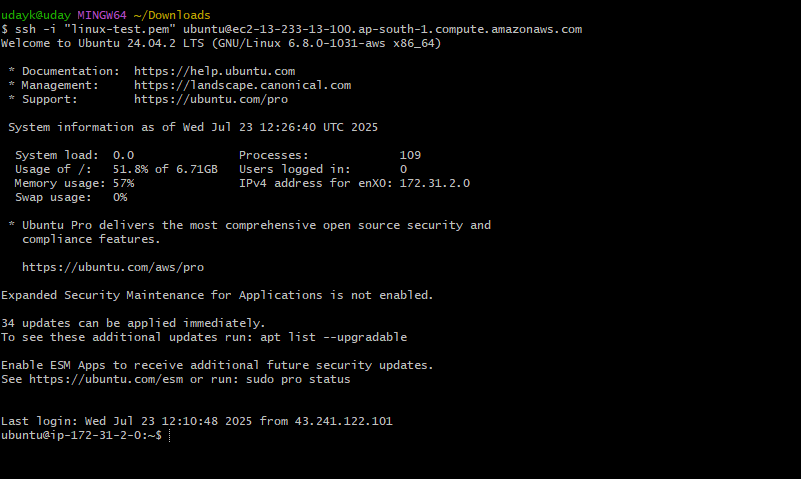 udayk@uday MINGW64 ~/Downloads
$ ssh -i "linux-test.pem" ubuntu@ec2-13-233-13-100.ap-south-1.compute.amazonaws.com
Welcome to Ubuntu 24.04.2 LTS (GNU/Linux 6.8.0-1031-aws x86_64)

 * Documentation:  https://help.ubuntu.com
 * Management:     https://landscape.canonical.com
 * Support:        https://ubuntu.com/pro

 System information as of Wed Jul 23 12:26:40 UTC 2025

  System load:  0.0               Processes:             109
  Usage of /:   51.8% of 6.71GB   Users logged in:       0
  Memory usage: 57%               IPv4 address for enX0: 172.31.2.0
  Swap usage:   0%

 * Ubuntu Pro delivers the most comprehensive open source security and
   compliance features.

   https://ubuntu.com/aws/pro

Expanded Security Maintenance for Applications is not enabled.

34 updates can be applied immediately.
To see these additional updates run: apt list --upgradable

Enable ESM Apps to receive additional future security updates.
See https://ubuntu.com/esm or run: sudo pro status


Last login: Wed Jul 23 12:10:48 2025 from 43.241.122.101
ubuntu@ip-172-31-2-0:~$